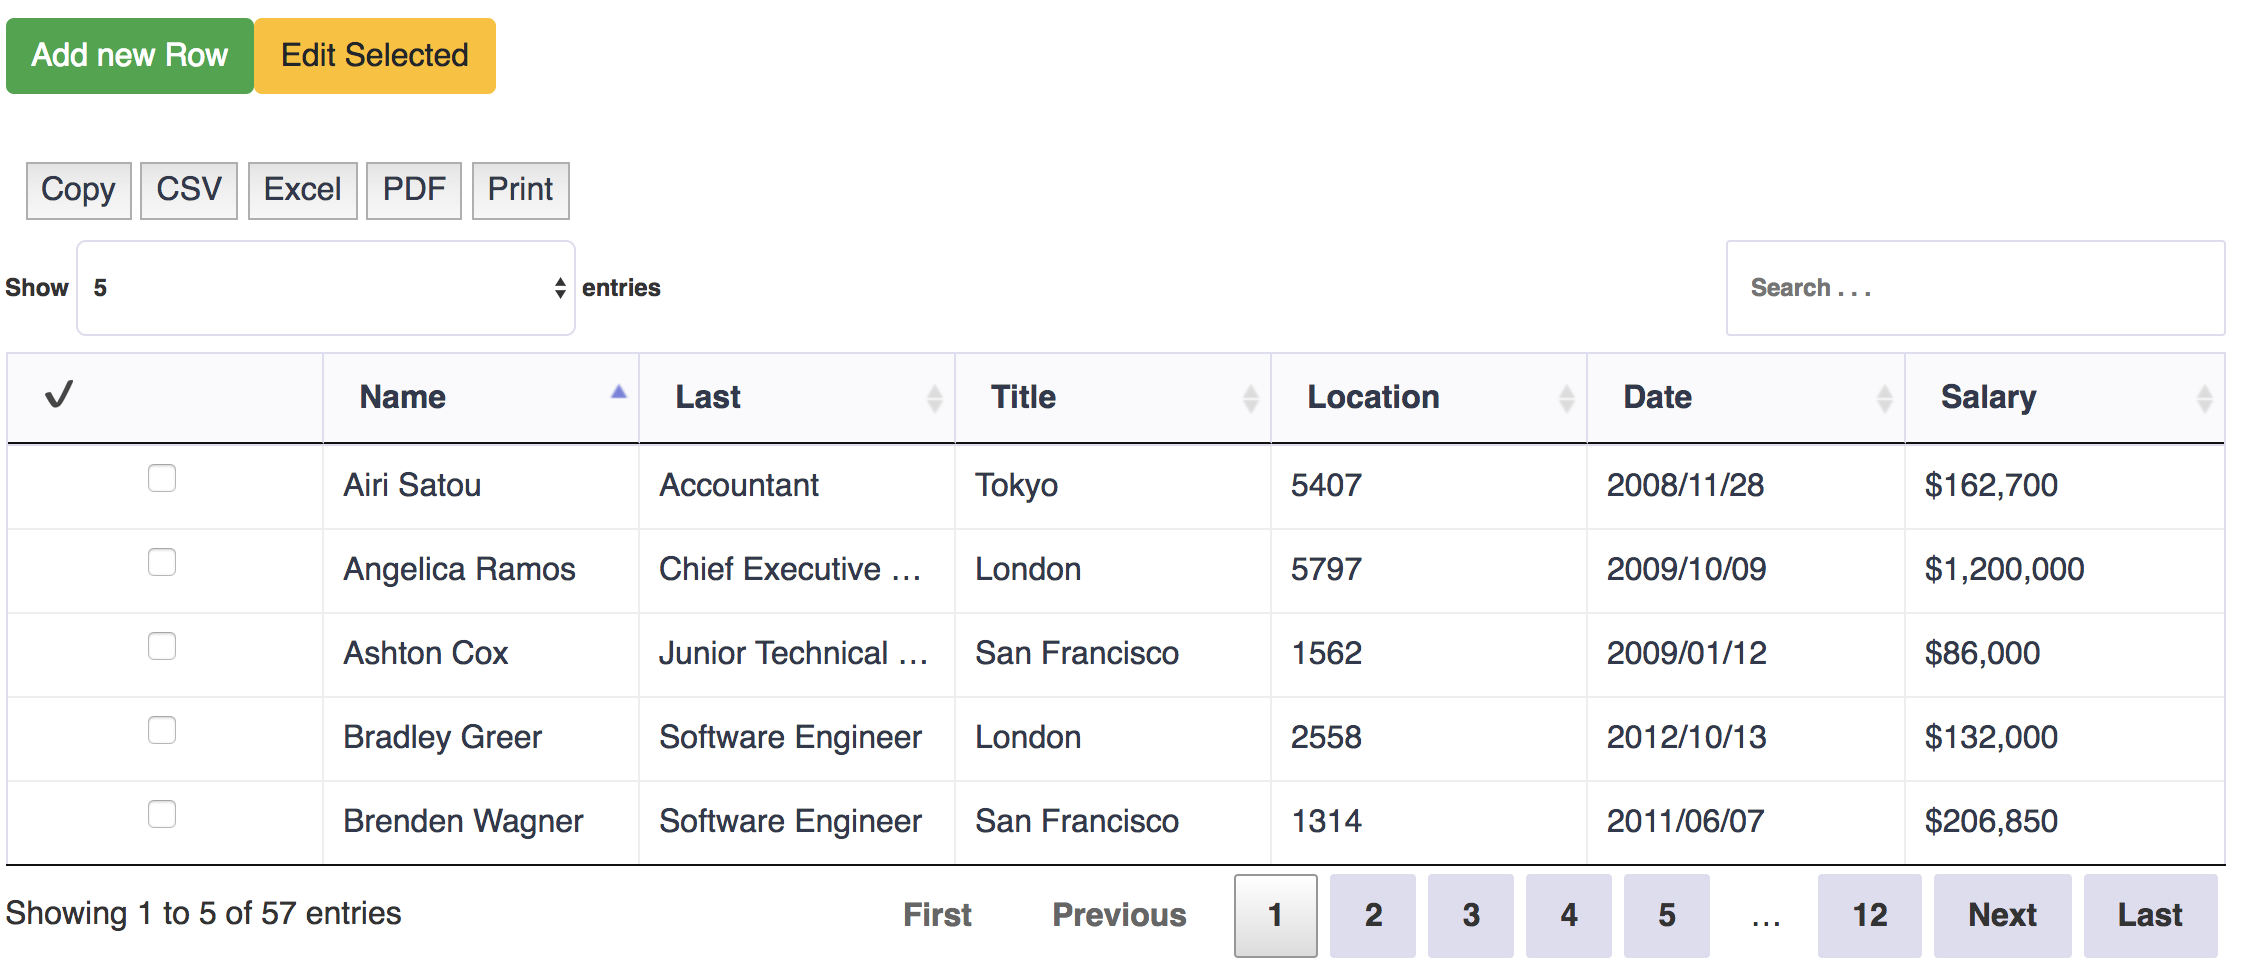 Add new Row Edit Selected
Copy CSV Excel PDF Print
Show 5 entries Search . . .
✓ Name Last Title Location Date Salary
Airi Satou Accountant Tokyo 5407 2008/11/28 $162,700
Angelica Ramos Chief Executive ... London 5797 2009/10/09 $1,200,000
Ashton Cox Junior Technical ... San Francisco 1562 2009/01/12 $86,000
Bradley Greer Software Engineer London 2558 2012/10/13 $132,000
Brenden Wagner Software Engineer San Francisco 1314 2011/06/07 $206,850
Showing 1 to 5 of 57 entries First Previous 1 2 3 4 5 ... 12 Next Last